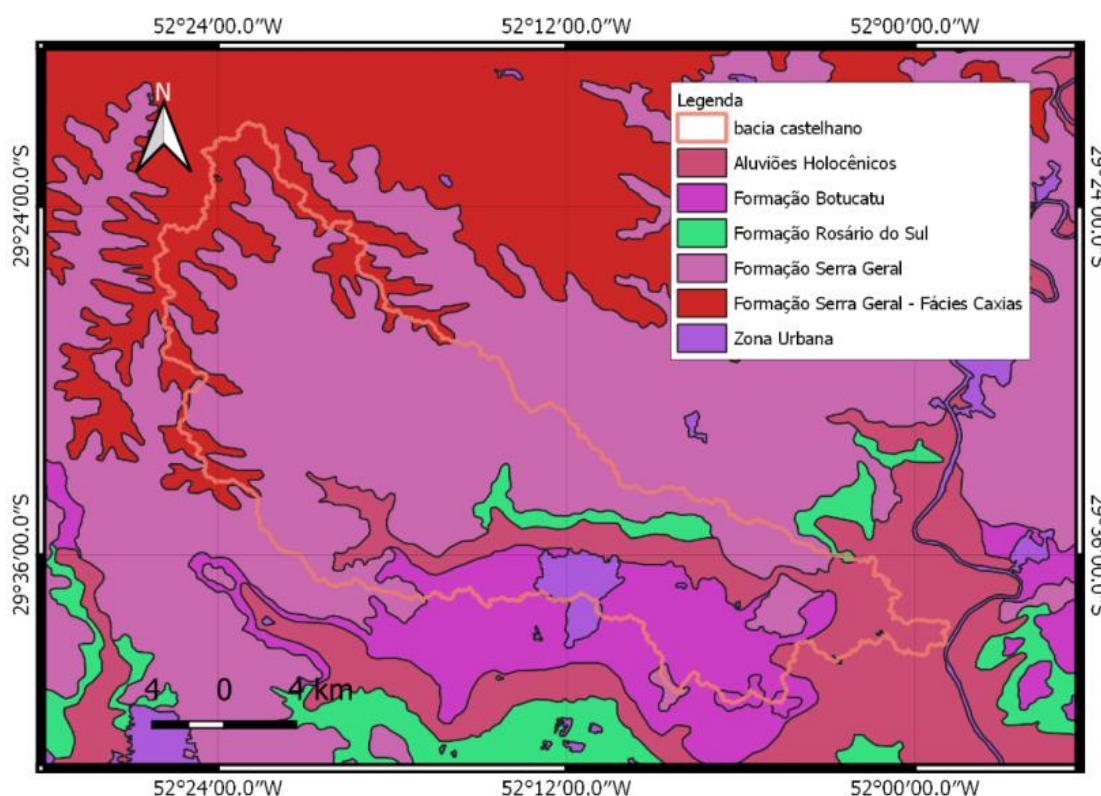 52°24'00.0"W 52°12'00.0"W 52°00'00.0"W
N
Legenda
bacia castelhano
Aluviões Holocênicos
Formação Botucatu
Formação Rosário do Sul
Formação Serra Geral
Formação Serra Geral - Fácies Caxias
Zona Urbana
29°24'00.0"S
29°24'00.0"S
29°36'00.0"S
29°36'00.0"S
4 0 4 km
52°24'00.0"W 52°12'00.0"W 52°00'00.0"W